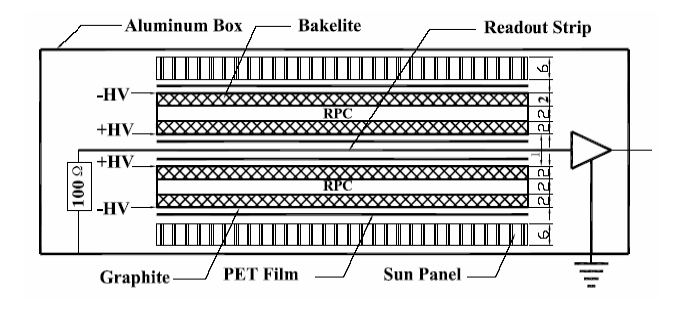 Aluminum Box
Bakelite
Readout Strip
6
-HV
2
RPC
2
+HV
2
1
+HV
2
100 Ω
RPC
2
-HV
2
6
Graphite
PET Film
Sun Panel